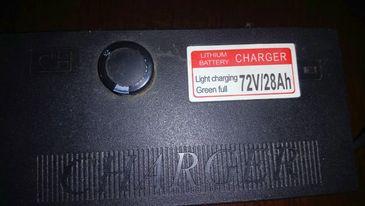 LITHIUM
BATTERY CHARGER
Light charging
Green full 72V/28Ah
CHARGER